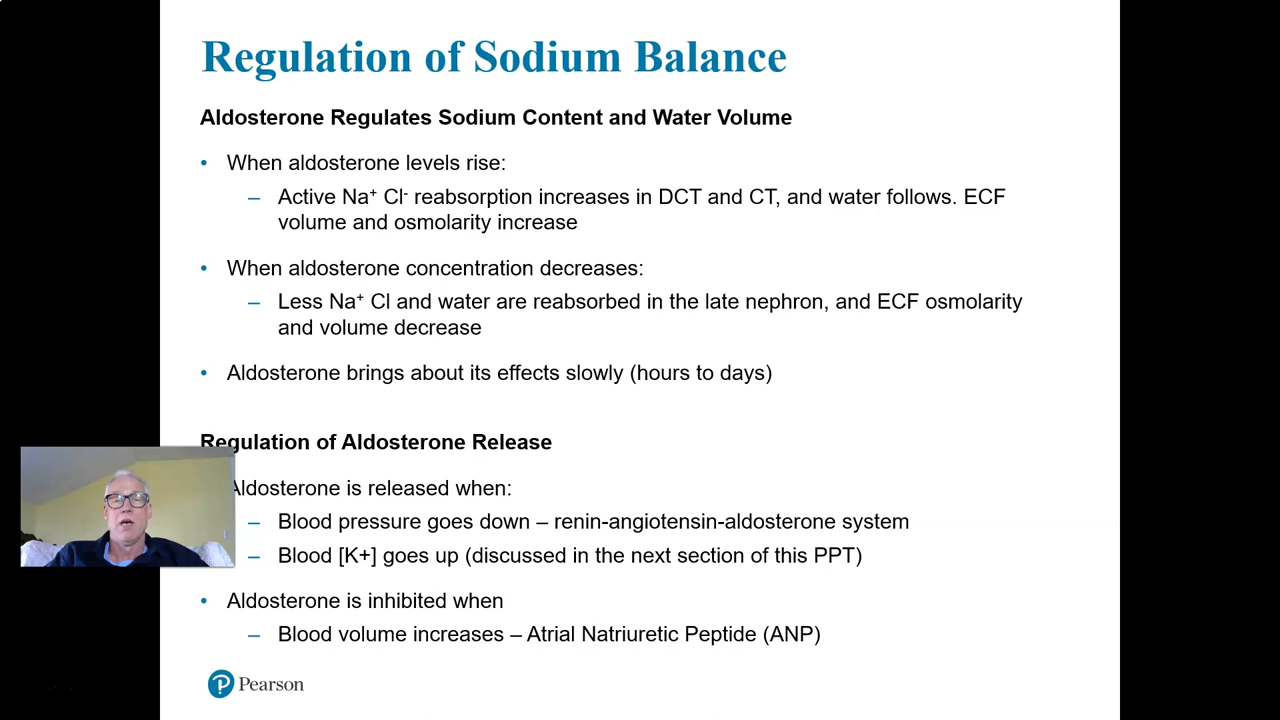 Regulation of Sodium Balance
Aldosterone Regulates Sodium Content and Water Volume
• When aldosterone levels rise:
– Active Na⁺ Cl⁻ reabsorption increases in DCT and CT, and water follows. ECF
volume and osmolarity increase
• When aldosterone concentration decreases:
– Less Na⁺ Cl and water are reabsorbed in the late nephron, and ECF osmolarity
and volume decrease
• Aldosterone brings about its effects slowly (hours to days)
Regulation of Aldosterone Release
Aldosterone is released when:
– Blood pressure goes down – renin-angiotensin-aldosterone system
– Blood [K+] goes up (discussed in the next section of this PPT)
• Aldosterone is inhibited when
– Blood volume increases – Atrial Natriuretic Peptide (ANP)
Pearson